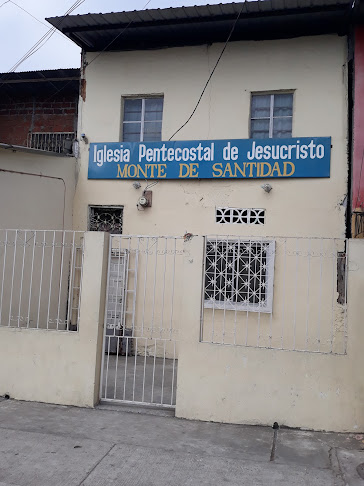 Iglesia Pentecostal de Jesucristo
MONTE DE SANTIDAD